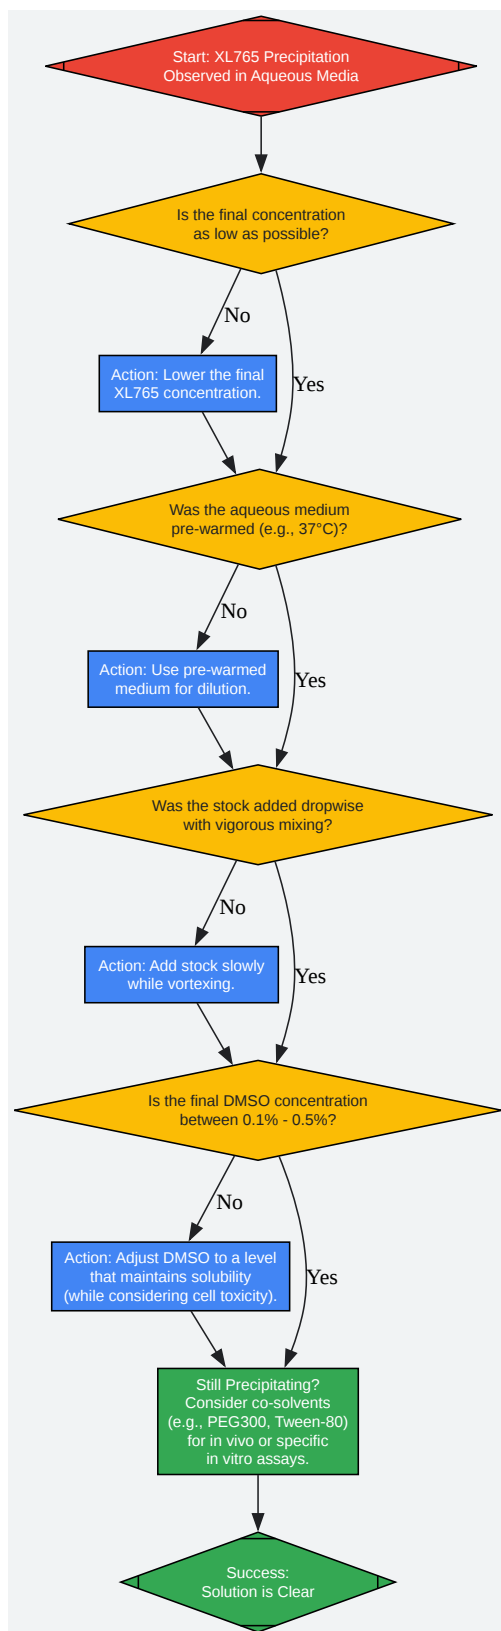 Start: XL765 Precipitation
Observed in Aqueous Media
Is the final concentration
as low as possible?
No
Action: Lower the final
XL765 concentration.
Yes
Was the aqueous medium
pre-warmed (e.g., 37°C)?
No
Action: Use pre-warmed
medium for dilution.
Yes
Was the stock added dropwise
with vigorous mixing?
No
Action: Add stock slowly
while vortexing.
Yes
Is the final DMSO concentration
between 0.1% - 0.5%?
No
Action: Adjust DMSO to a level
that maintains solubility
(while considering cell toxicity).
Yes
Still Precipitating?
Consider co-solvents
(e.g., PEG300, Tween-80)
for in vivo or specific
in vitro assays.
Success:
Solution is Clear